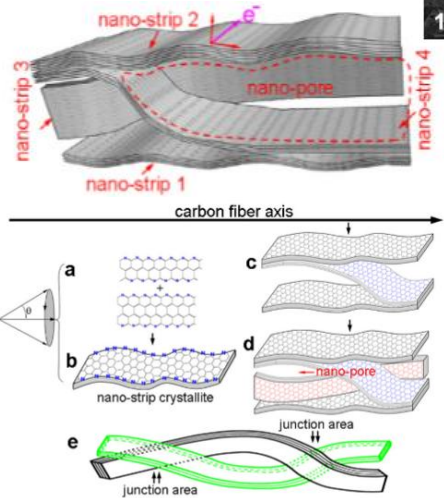 1
nano-strip 2
e⁻
nano-strip 3
nano-pore
nano-strip 4
nano-strip 1
carbon fiber axis
a
θ
+
b
nano-strip crystallite
c
d
nano-pore
e
junction area
junction area